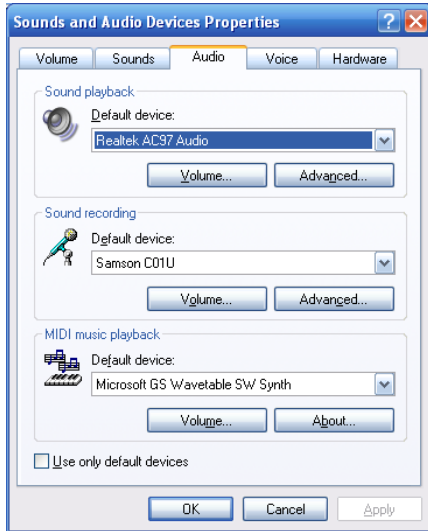 Sounds and Audio Devices Properties
Volume Sounds Audio Voice Hardware
Sound playback
Default device:
Realtek AC97 Audio
Volume... Advanced...
Sound recording
Default device:
Samson C01U
Volume... Advanced...
MIDI music playback
Default device:
Microsoft GS Wavetable SW Synth
Volume... About...
Use only default devices
OK Cancel Apply